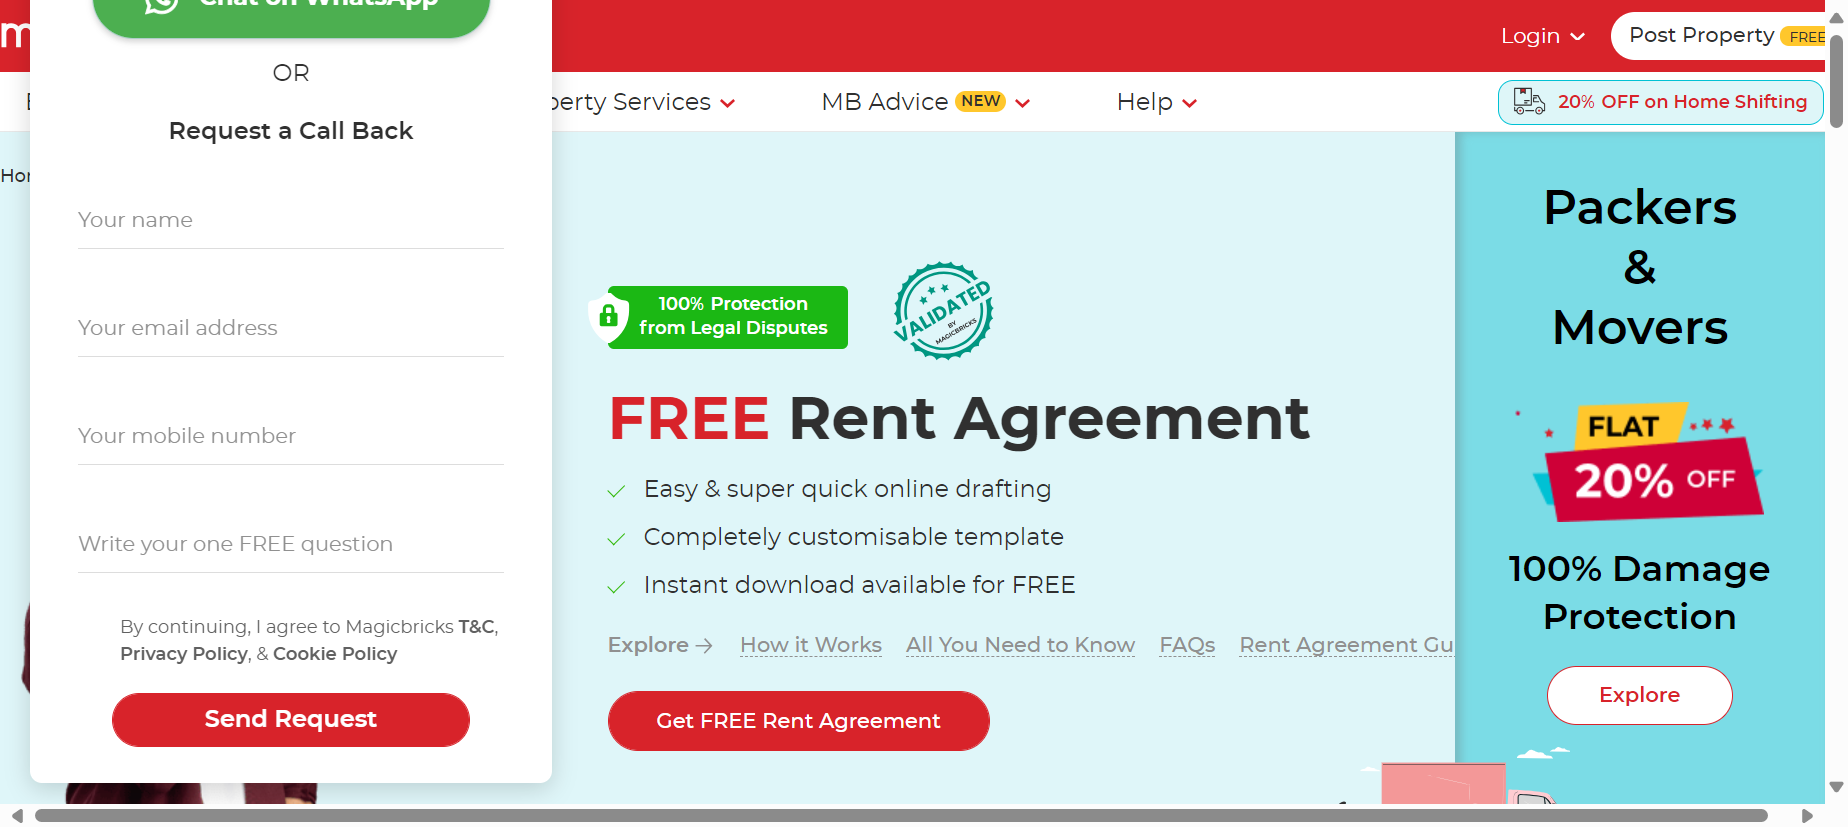 Chat on WhatsApp
OR
Request a Call Back
Your name
Your email address
Your mobile number
Write your one FREE question
By continuing, I agree to Magicbricks T&C,
Privacy Policy, & Cookie Policy
Send Request
Login
Post Property FREE
perty Services
MB Advice NEW
Help
20% OFF on Home Shifting
100% Protection
from Legal Disputes
VALIDATED
BY
MAGICBRICKS
FREE Rent Agreement
Easy & super quick online drafting
Completely customisable template
Instant download available for FREE
Explore
How it Works
All You Need to Know
FAQs
Rent Agreement Gu
Get FREE Rent Agreement
Packers
&
Movers
FLAT
20% OFF
100% Damage
Protection
Explore